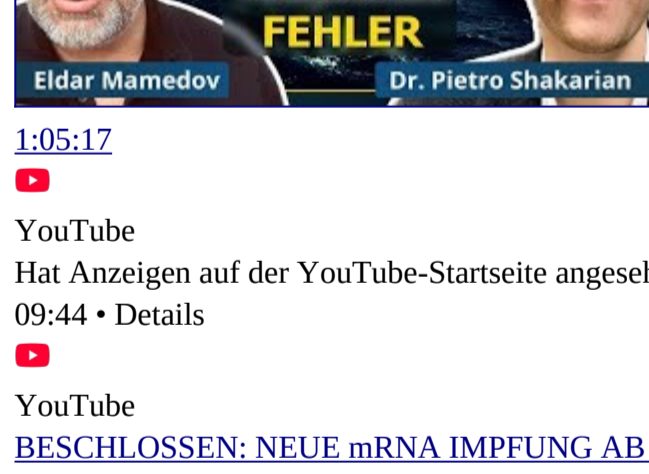 FEHLER
Eldar Mamedov
Dr. Pietro Shakarian
1:05:17
YouTube
Hat Anzeigen auf der YouTube-Startseite
09:44 • Details
YouTube
BESCHLOSSEN: NEUE mRNA IMPFUNG AB